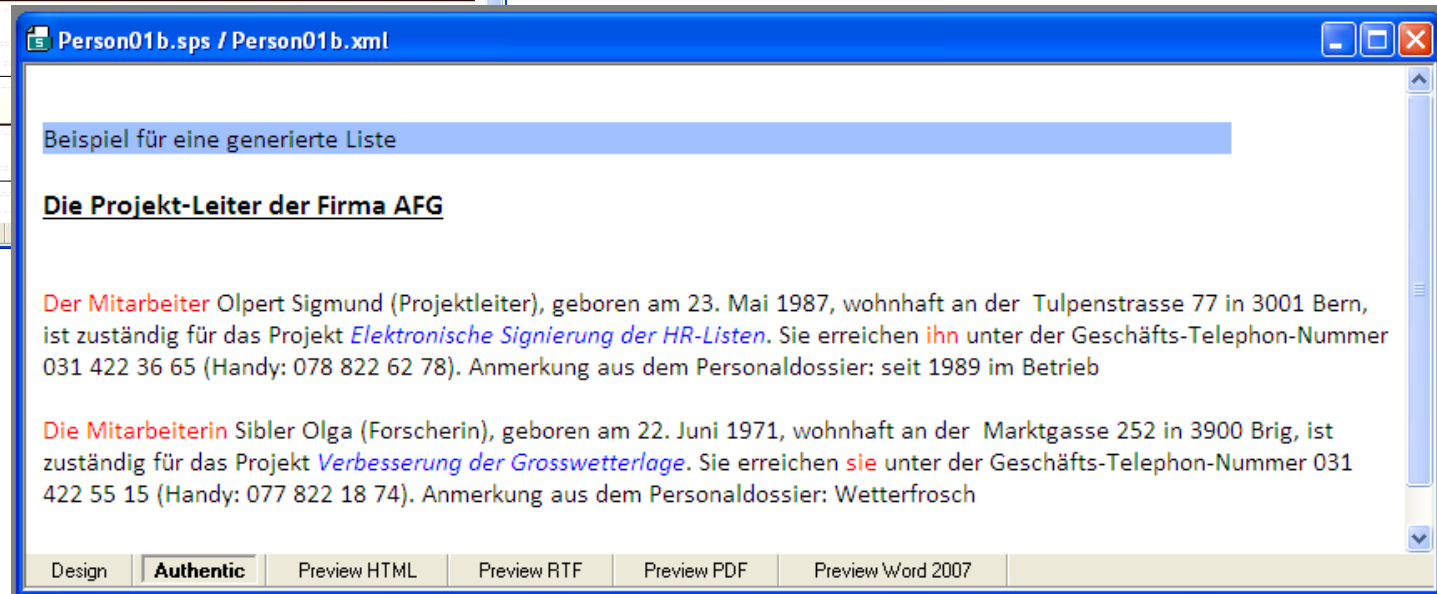 Person01b.sps / Person01b.xml
Beispiel für eine generierte Liste
Die Projekt-Leiter der Firma AFG
Der Mitarbeiter Olpert Sigmund (Projektleiter), geboren am 23. Mai 1987, wohnhaft an der Tulpenstrasse 77 in 3001 Bern,
ist zuständig für das Projekt Elektronische Signierung der HR-Listen. Sie erreichen ihn unter der Geschäfts-Telephon-Nummer
031 422 36 65 (Handy: 078 822 62 78). Anmerkung aus dem Personaldossier: seit 1989 im Betrieb
Die Mitarbeiterin Sibler Olga (Forscherin), geboren am 22. Juni 1971, wohnhaft an der Marktgasse 252 in 3900 Brig, ist
zuständig für das Projekt Verbesserung der Grosswetterlage. Sie erreichen sie unter der Geschäfts-Telephon-Nummer 031
422 55 15 (Handy: 077 822 18 74). Anmerkung aus dem Personaldossier: Wetterfrosch
Design Authentic Preview HTML Preview RTF Preview PDF Preview Word 2007